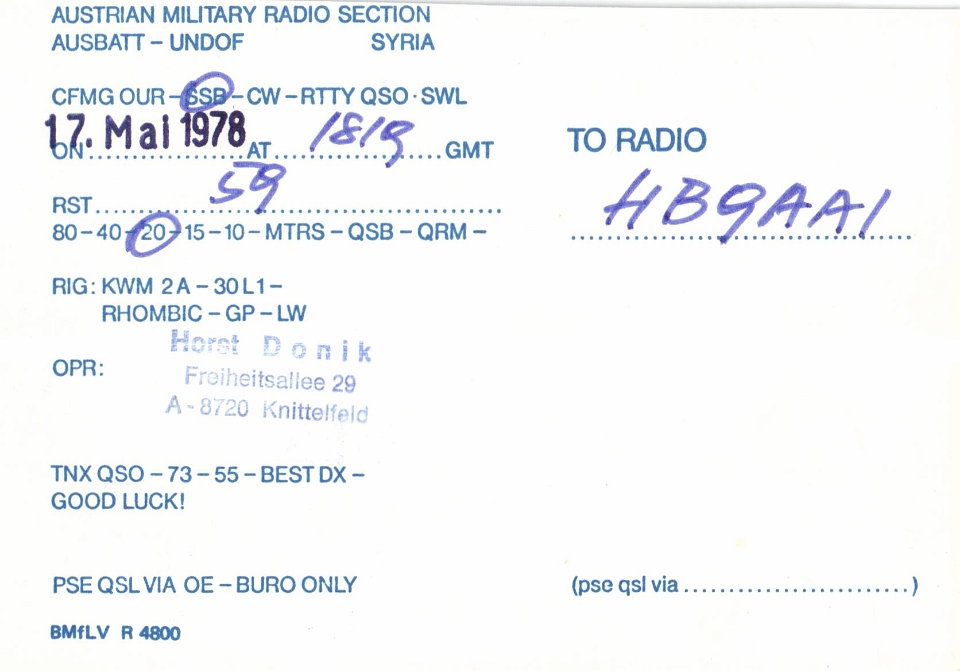 AUSTRIAN MILITARY RADIO SECTION
AUSBATT – UNDOF SYRIA
CFMG OUR – SSB – CW – RTTY QSO · SWL
ON 17. Mai 1978 AT 1819 GMT
TO RADIO
HB9AAI
RST 59
80 – 40 – 20 – 15 – 10 – MTRS – QSB – QRM –
RIG: KWM 2 A – 30 L1 –
RHOMBIC – GP – LW
OPR: Horst Donik
Freiheitsallee 29
A - 8720 Knittelfeld
TNX QSO – 73 – 55 – BEST DX –
GOOD LUCK!
PSE QSL VIA OE – BURO ONLY
(pse qsl via ........................)
BMfLV R 4800